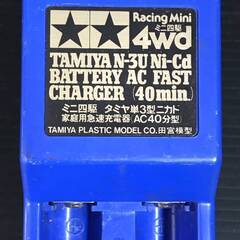 Racing Mini
ミニ四駆
4wd
TAMIYA N-3U Ni-Cd
BATTERY AC FAST
CHARGER (40min.)
ミニ四駆 タミヤ単3型ニカド
家庭用急速充電器 AC40分型
TAMIYA PLASTIC MODEL CO.田宮模型